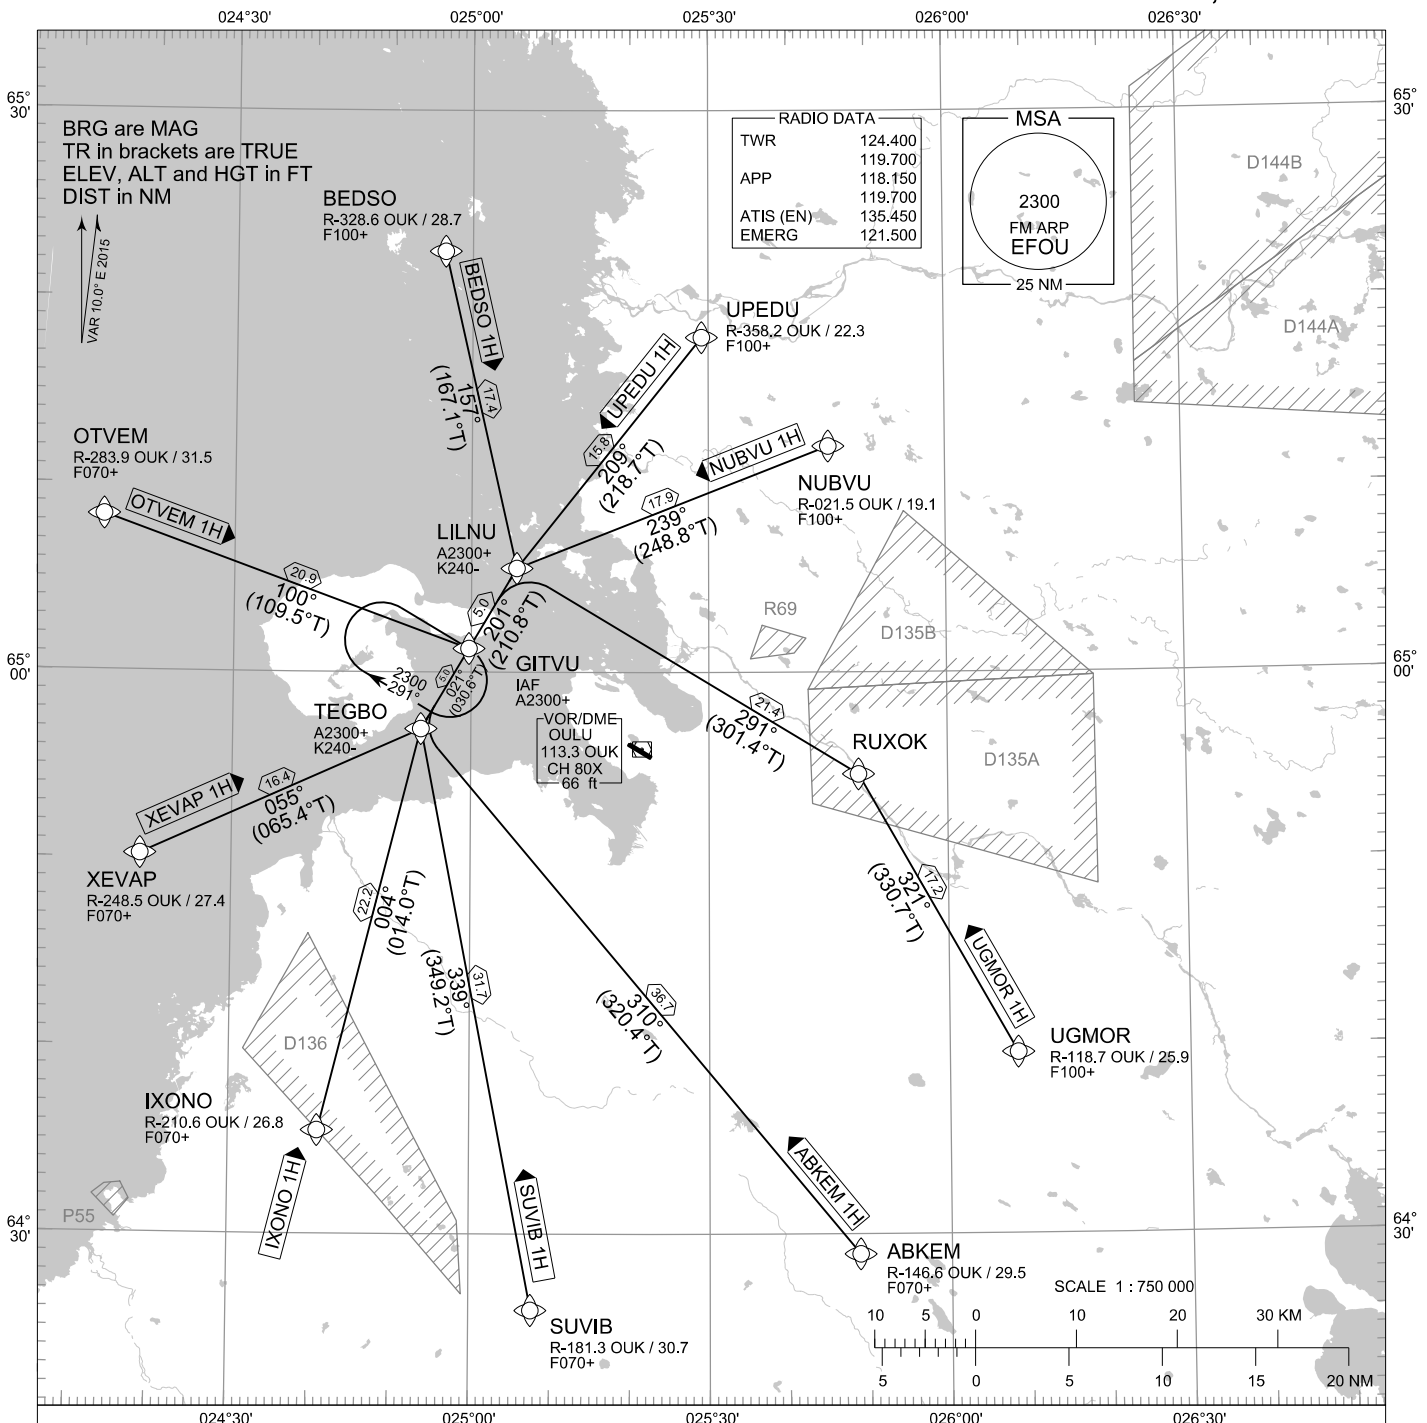 024°30'
025°00'
025°30'
026°00'
026°30'
65°
30'
65°
30'
BRG are MAG
TR in brackets are TRUE
ELEV, ALT and HGT in FT
DIST in NM
VAR 10.0° E 2015
RADIO DATA
TWR 124.400
119.700
APP 118.150
119.700
ATIS (EN) 135.450
EMERG 121.500
MSA
2300
FM ARP
EFOU
25 NM
D144B
D144A
BEDSO
R-328.6 OUK / 28.7
F100+
BEDSO 1H
17.4
157°
(167.1°T)
UPEDU
R-358.2 OUK / 22.3
F100+
UPEDU 1H
15.8
209°
(218.7°T)
NUBVU 1H
NUBVU
R-021.5 OUK / 19.1
F100+
17.9
239°
(248.8°T)
OTVEM
R-283.9 OUK / 31.5
F070+
OTVEM 1H
20.9
100°
(109.5°T)
LILNU
A2300+
K240-
5.0
201°
(210.8°T)
R69
D135B
65°
00'
65°
00'
GITVU
IAF
A2300+
2300
291°
5.0
021°
(030.6°T)
TEGBO
A2300+
K240-
VOR/DME
OULU
113.3 OUK
CH 80X
66 ft
21.4
291°
(301.4°T)
RUXOK
D135A
XEVAP 1H
16.4
055°
(065.4°T)
XEVAP
R-248.5 OUK / 27.4
F070+
22.2
004°
(014.0°T)
31.7
339°
(349.2°T)
36.7
310°
(320.4°T)
17.2
321°
(330.7°T)
UGMOR 1H
UGMOR
R-118.7 OUK / 25.9
F100+
D136
IXONO
R-210.6 OUK / 26.8
F070+
IXONO 1H
SUVIB 1H
ABKEM 1H
P55
64°
30'
64°
30'
ABKEM
R-146.6 OUK / 29.5
F070+
SUVIB
R-181.3 OUK / 30.7
F070+
SCALE 1 : 750 000
10 5 0 10 20 30 KM
5 0 5 10 15 20 NM
024°30'
025°00'
025°30'
026°00'
026°30'